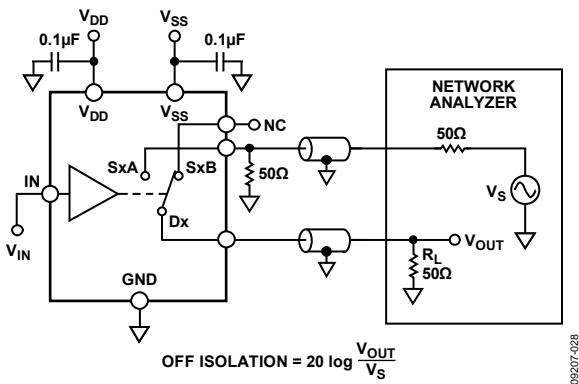 VDD
VSS
0.1µF
0.1µF
VDD
VSS
NC
NETWORK
ANALYZER
50Ω
SxA
SxB
50Ω
IN
VS
Dx
VOUT
VIN
RL
50Ω
GND
OFF ISOLATION = 20 log VOUT
VS
09207-028